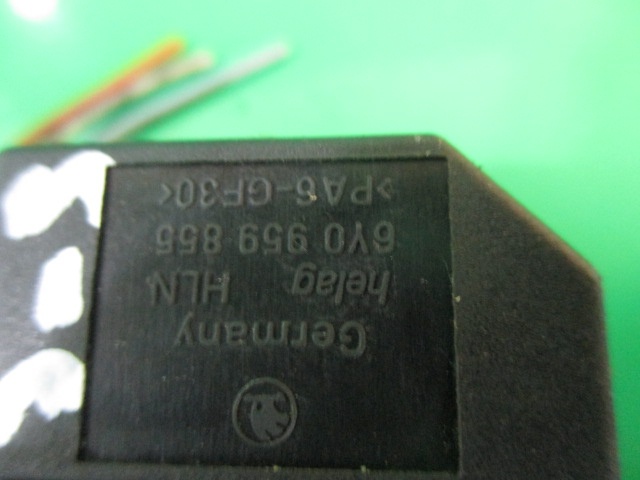 Germany
helag HLN
6Y0 959 855
>PA6-GF30<